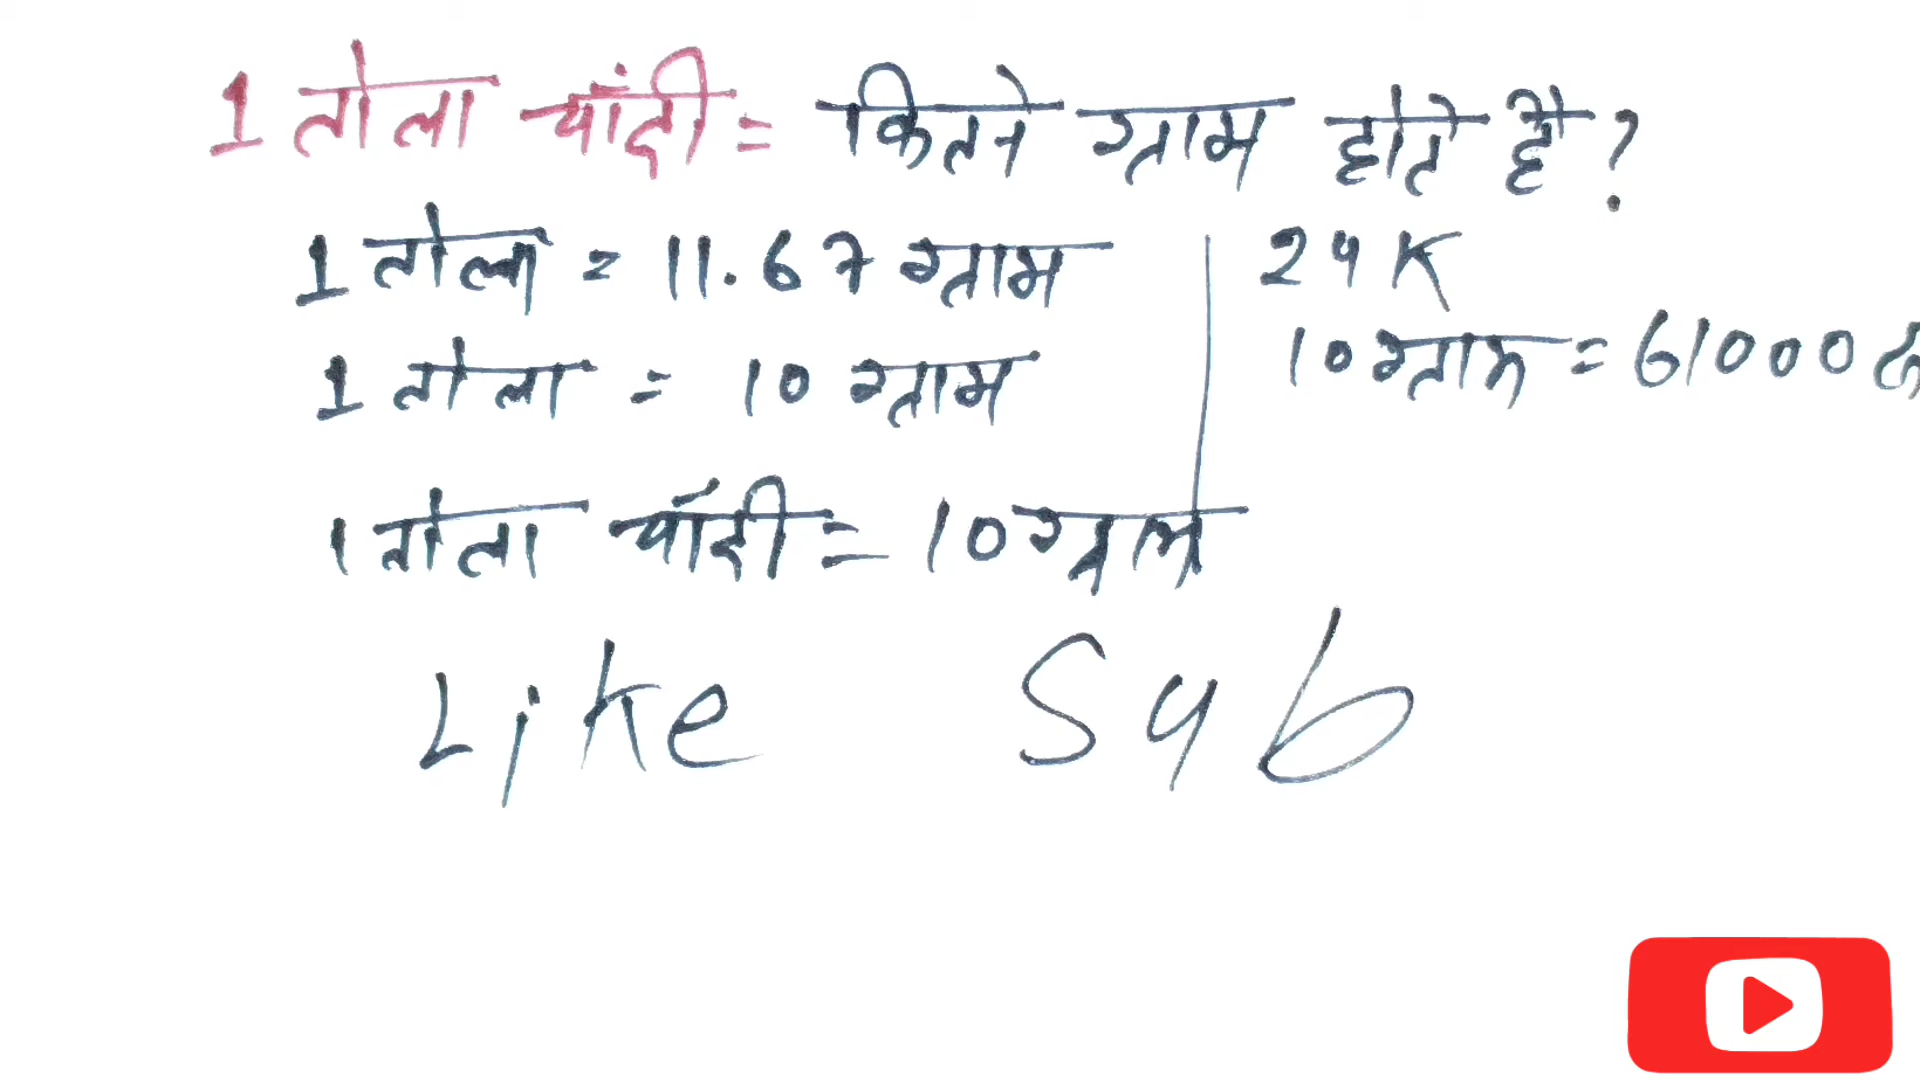 1 तोला चाँदी = कितने ग्राम होते है ?
1 तोला = 11.67 ग्राम
1 तोला = 10 ग्राम
24K
10 ग्राम = 61000
1 तोला चाँदी = 10 ग्राम
Like Sub